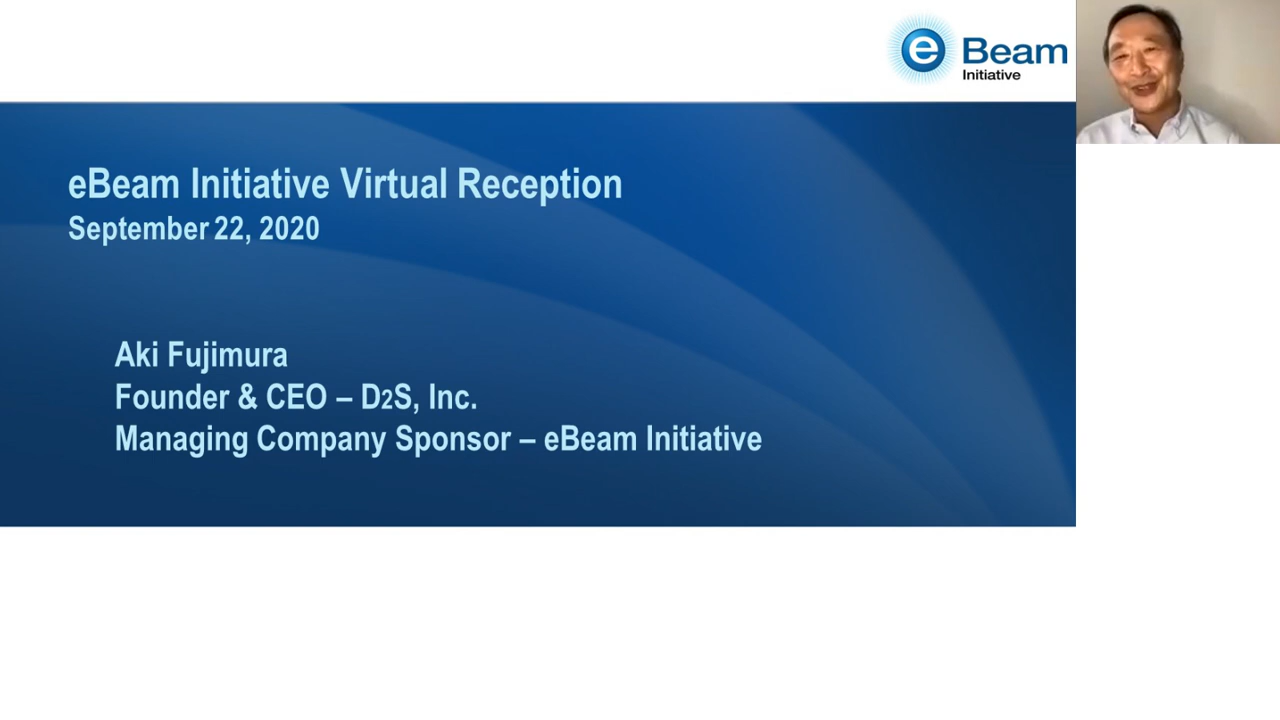 e Beam
Initiative
eBeam Initiative Virtual Reception
September 22, 2020
Aki Fujimura
Founder & CEO – D2S, Inc.
Managing Company Sponsor – eBeam Initiative